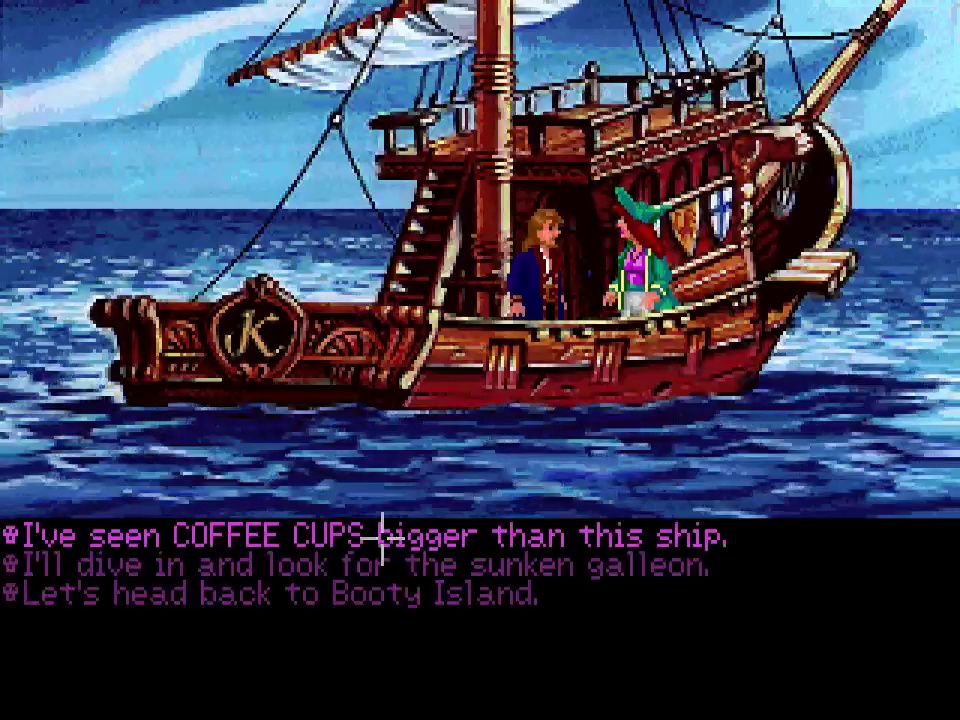 K
I've seen COFFEE CUPS bigger than this ship.
I'll dive in and look for the sunken galleon.
Let's head back to Booty Island.